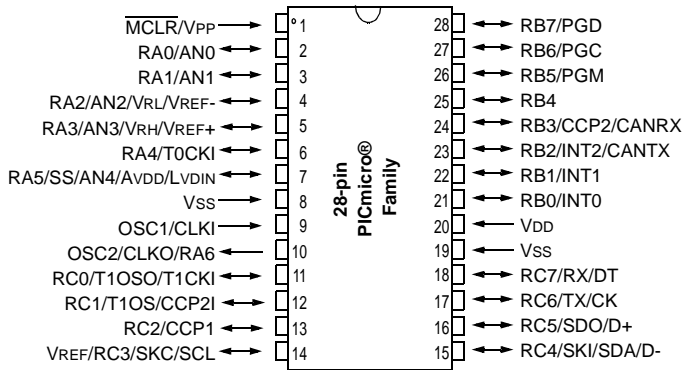 MCLR/VPP 1 28 RB7/PGD
RA0/AN0 2 27 RB6/PGC
RA1/AN1 3 26 RB5/PGM
RA2/AN2/VRL/VREF- 4 25 RB4
RA3/AN3/VRH/VREF+ 5 24 RB3/CCP2/CANRX
RA4/T0CKI 6 23 RB2/INT2/CANTX
RA5/SS/AN4/AVDD/LVDIN 7 22 RB1/INT1
VSS 8 21 RB0/INT0
OSC1/CLKI 9 20 VDD
OSC2/CLKO/RA6 10 19 VSS
RC0/T1OSO/T1CKI 11 18 RC7/RX/DT
RC1/T1OS/CCP2I 12 17 RC6/TX/CK
RC2/CCP1 13 16 RC5/SDO/D+
VREF/RC3/SKC/SCL 14 15 RC4/SKI/SDA/D-
28-pin
PICmicro®
Family